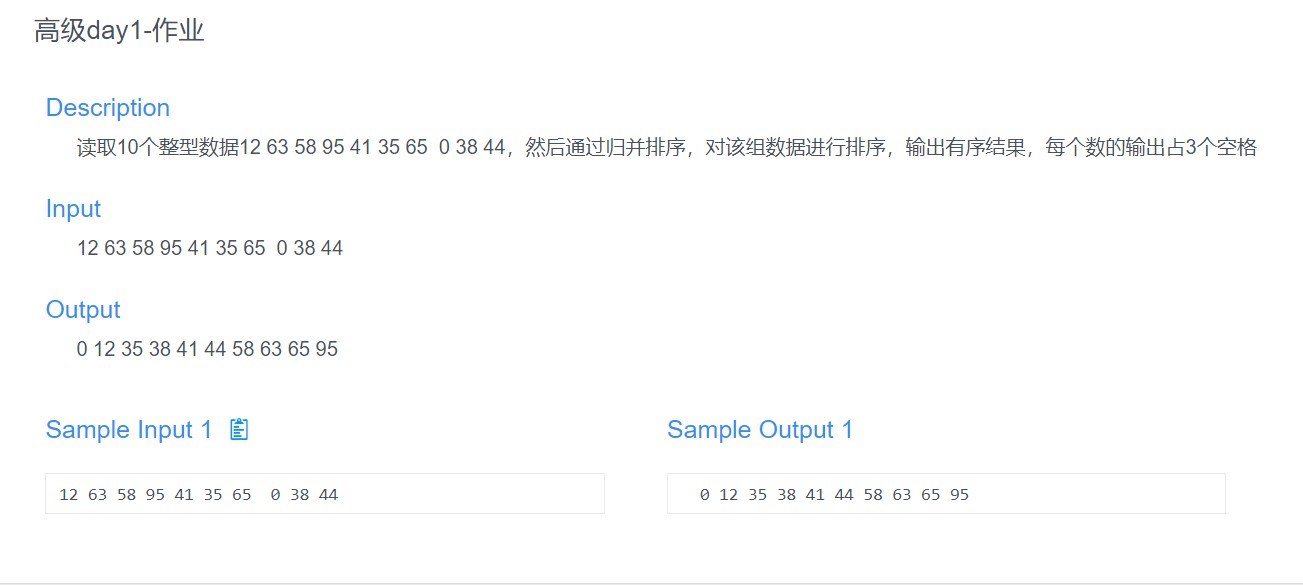 高级day1-作业
Description
读取10个整型数据12 63 58 95 41 35 65  0 38 44，然后通过归并排序，对该组数据进行排序，输出有序结果，每个数的输出占3个空格
Input
12 63 58 95 41 35 65  0 38 44
Output
0 12 35 38 41 44 58 63 65 95
Sample Input 1
Sample Output 1
12 63 58 95 41 35 65  0 38 44
  0 12 35 38 41 44 58 63 65 95